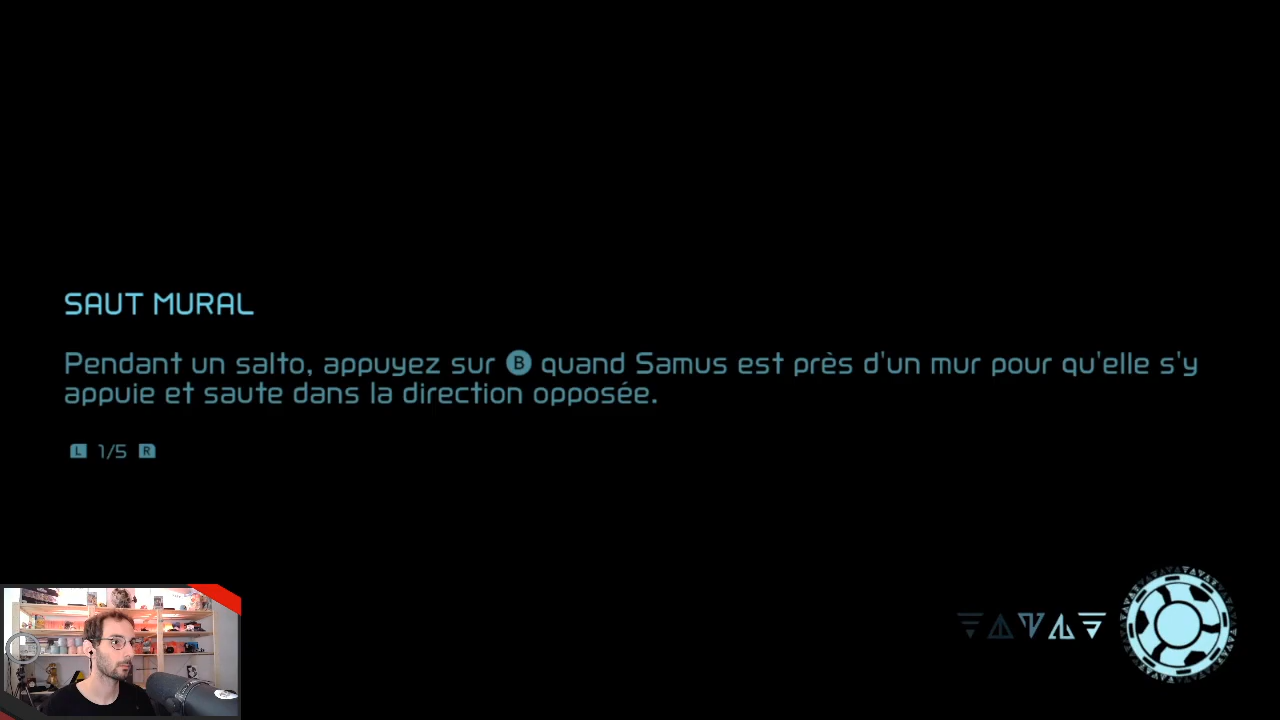 SAUT MURAL
Pendant un salto, appuyez sur B quand Samus est près d'un mur pour qu'elle s'y
appuie et saute dans la direction opposée.
L 1/5 R